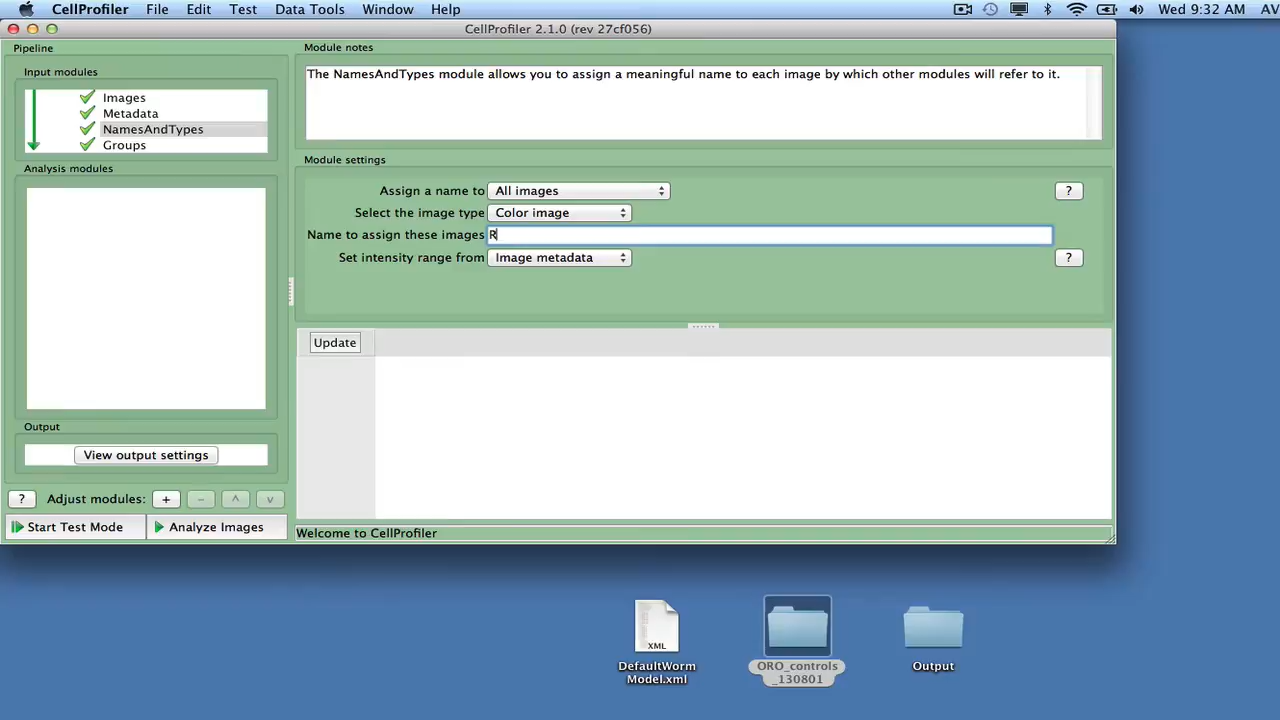 CellProfiler File Edit Test Data Tools Window Help Wed 9:32 AM AV
CellProfiler 2.1.0 (rev 27cf056)
Pipeline
Input modules
Images
Metadata
NamesAndTypes
Groups
Analysis modules
Output
View output settings
? Adjust modules: + − ^ v
Start Test Mode Analyze Images
Module notes
The NamesAndTypes module allows you to assign a meaningful name to each image by which other modules will refer to it.
Module settings
Assign a name to All images ?
Select the image type Color image
Name to assign these images R
Set intensity range from Image metadata ?
Update
Welcome to CellProfiler
XML
DefaultWorm
Model.xml
ORO_controls
_130801
Output